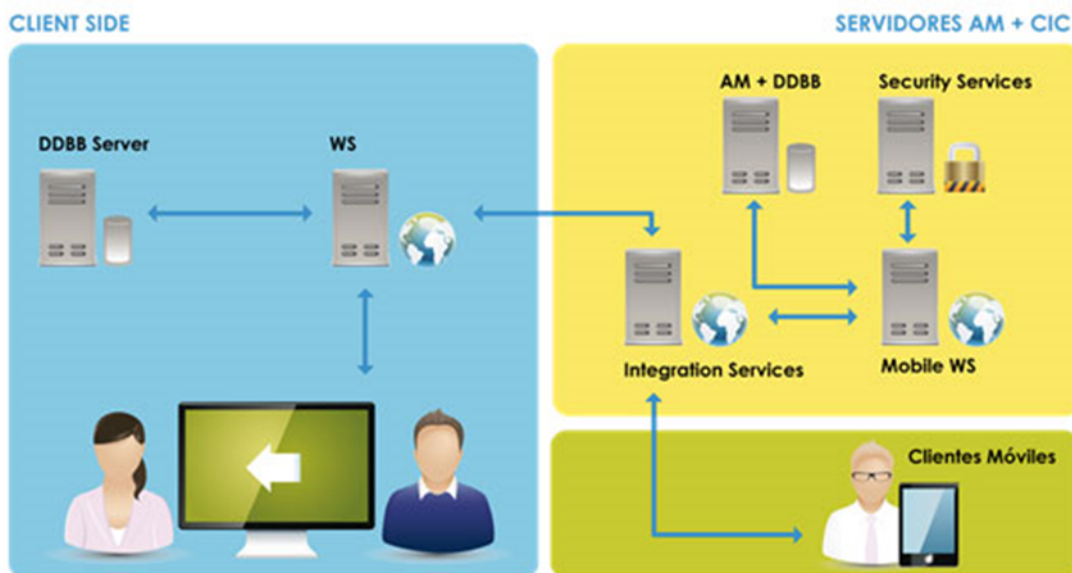 CLIENT SIDE
SERVIDORES AM + CIC
DDBB Server
WS
AM + DDBB
Security Services
Integration Services
Mobile WS
Clientes Móviles